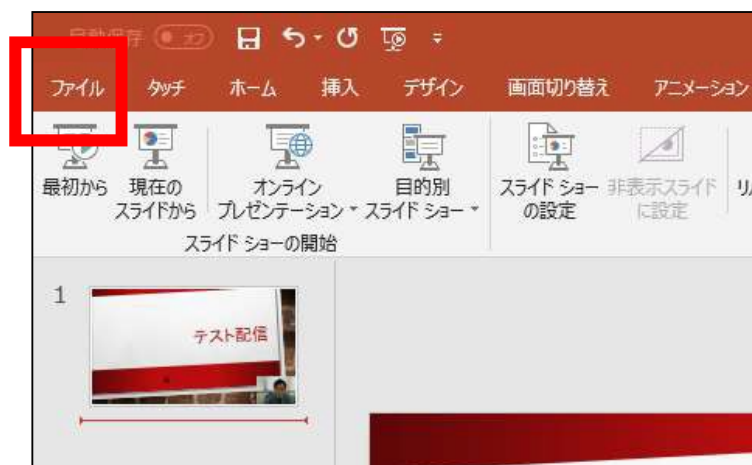 自動保存 オフ
ファイル タッチ ホーム 挿入 デザイン 画面切り替え アニメーション
最初から 現在の オンライン 目的別 スライド ショー 非表示スライド
スライドから プレゼンテーション スライド ショー の設定 に設定
スライド ショーの開始
1
テスト配信